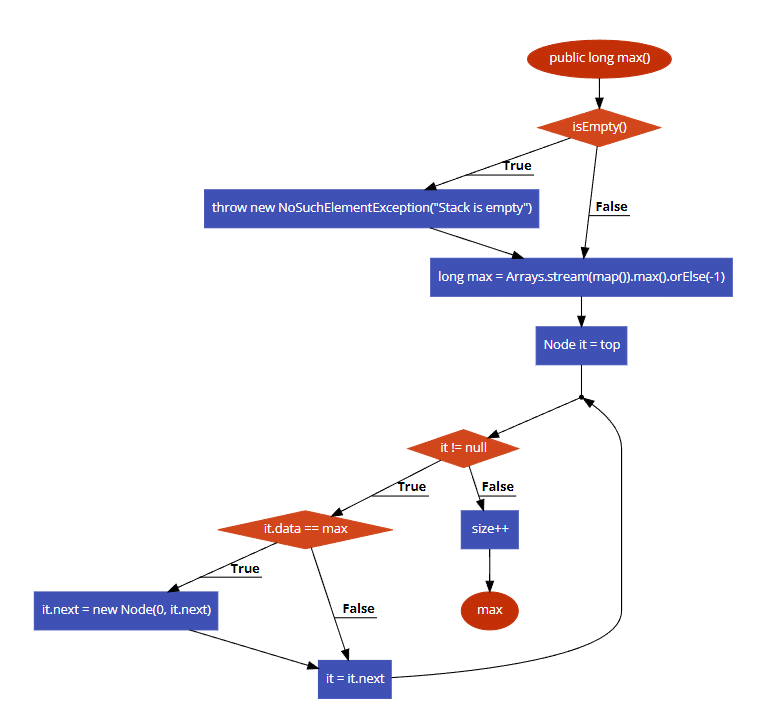 public long max()
isEmpty()
True
throw new NoSuchElementException("Stack is empty")
False
long max = Arrays.stream(map()).max().orElse(-1)
Node it = top
it != null
True
False
it.data == max
size++
True
it.next = new Node(0, it.next)
False
max
it = it.next